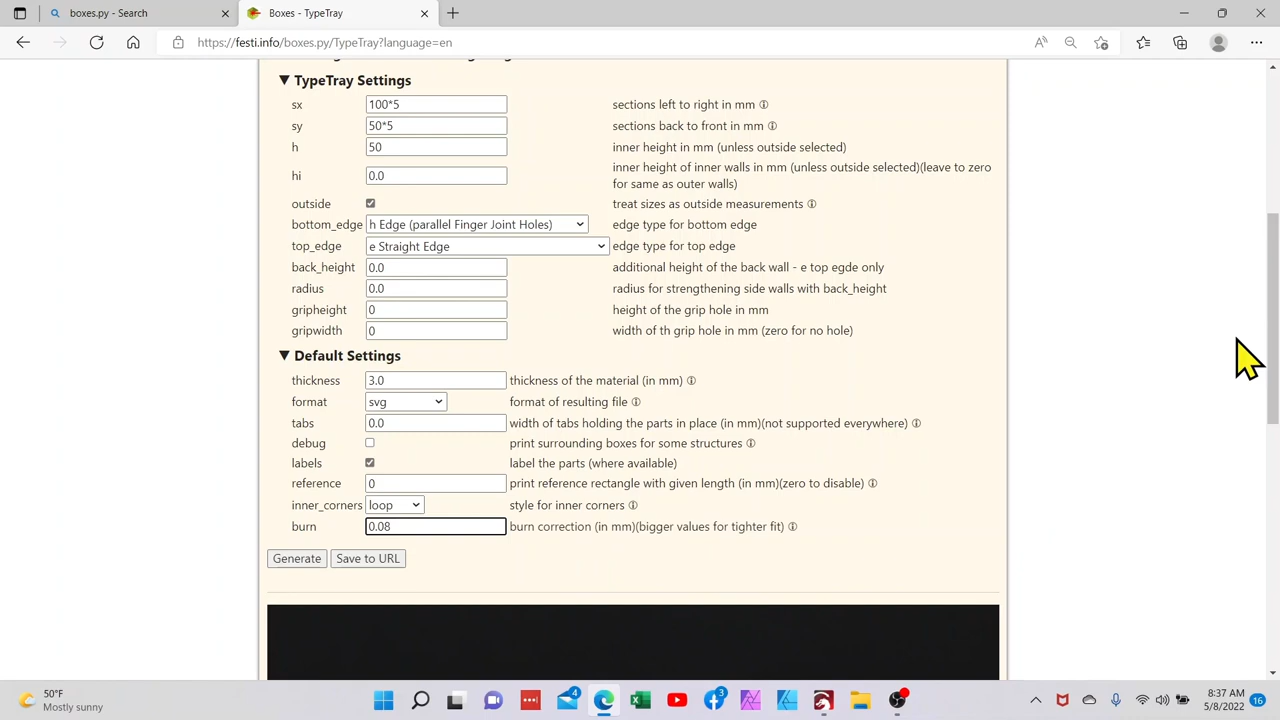 boxes.py - Search
Boxes - TypeTray
https://festi.info/boxes.py/TypeTray?language=en
TypeTray Settings
sx 100*5 sections left to right in mm
sy 50*5 sections back to front in mm
h 50 inner height in mm (unless outside selected)
hi 0.0 inner height of inner walls in mm (unless outside selected)(leave to zero
for same as outer walls)
outside treat sizes as outside measurements
bottom_edge h Edge (parallel Finger Joint Holes) edge type for bottom edge
top_edge e Straight Edge edge type for top edge
back_height 0.0 additional height of the back wall - e top egde only
radius 0.0 radius for strengthening side walls with back_height
gripheight 0 height of the grip hole in mm
gripwidth 0 width of th grip hole in mm (zero for no hole)
Default Settings
thickness 3.0 thickness of the material (in mm)
format svg format of resulting file
tabs 0.0 width of tabs holding the parts in place (in mm)(not supported everywhere)
debug print surrounding boxes for some structures
labels label the parts (where available)
reference 0 print reference rectangle with given length (in mm)(zero to disable)
inner_corners loop style for inner corners
burn 0.08 burn correction (in mm)(bigger values for tighter fit)
Generate Save to URL
50°F
Mostly sunny
4
3
8:37 AM
5/8/2022
16